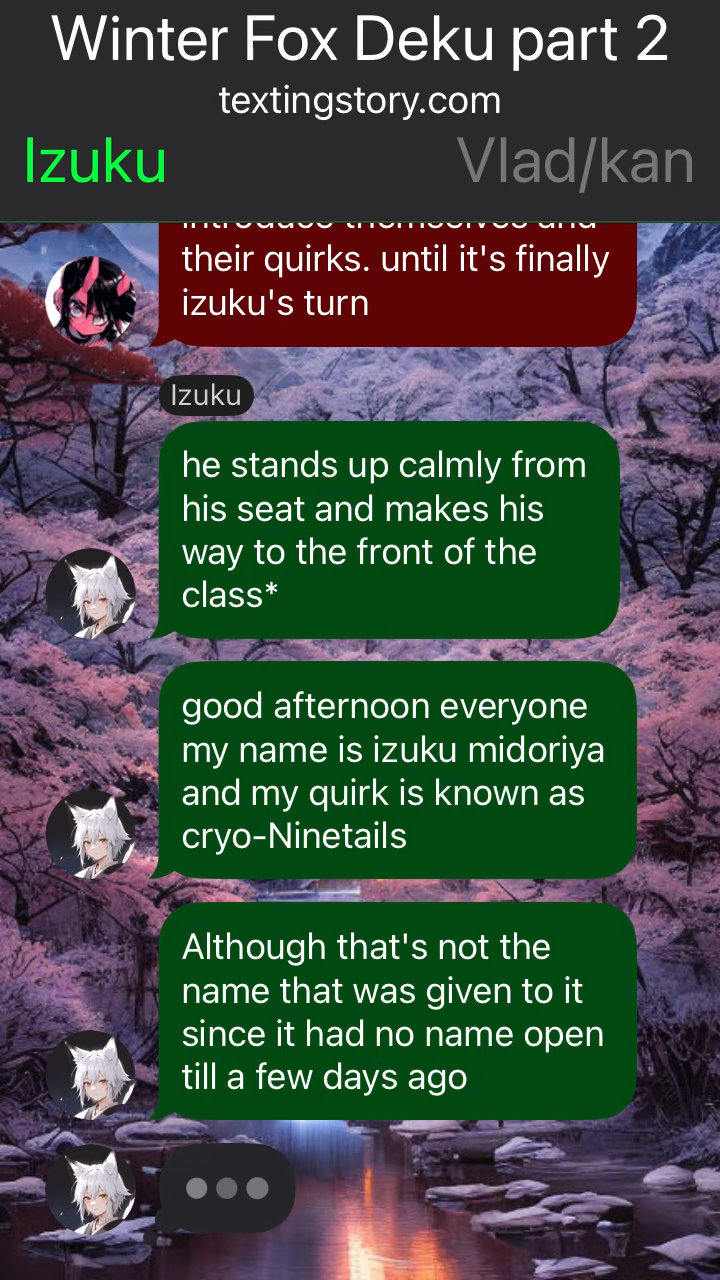 Winter Fox Deku part 2
textingstory.com
Izuku
Vlad/kan
introduce themselves and
their quirks. until it's finally
izuku's turn
Izuku
he stands up calmly from
his seat and makes his
way to the front of the
class*
good afternoon everyone
my name is izuku midoriya
and my quirk is known as
cryo-Ninetails
Although that's not the
name that was given to it
since it had no name open
till a few days ago